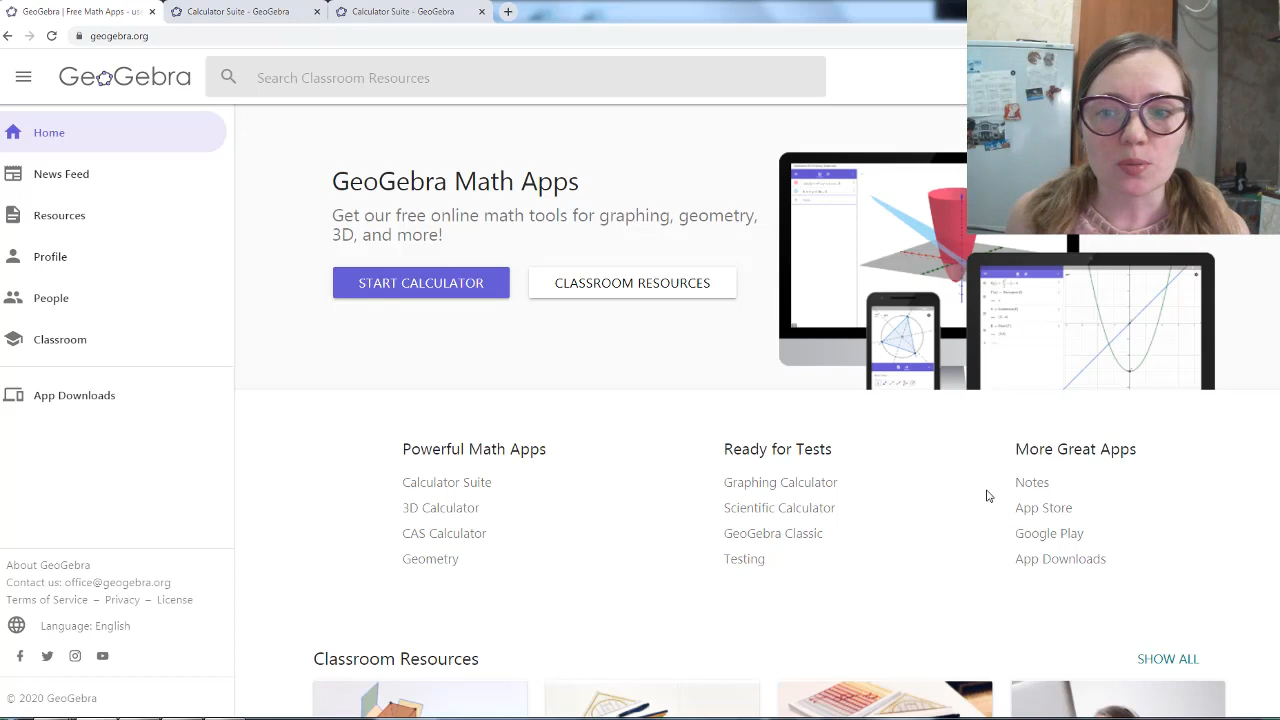 GeoGebra | Free Math Apps - us
Calculator Suite - GeoGebra
Calculator Suite - GeoGebra
geogebra.org
GeoGebra
Search Classroom Resources
Home
News Feed
Resources
Profile
People
Classroom
App Downloads
GeoGebra Math Apps
Get our free online math tools for graphing, geometry,
3D, and more!
ART CALCULATOR
CLASSROOM RESOURCES
Powerful Math Apps
Calculator Suite
3D Calculator
CAS Calculator
Geometry
Ready for Tests
Graphing Calculator
Scientific Calculator
GeoGebra Classic
Testing
More Great Apps
Notes
App Store
Google Play
App Downloads
About GeoGebra
Contact us: office@geogebra.org
Terms of Service – Privacy – License
Language: English
© 2020 GeoGebra
Classroom Resources
SHOW ALL